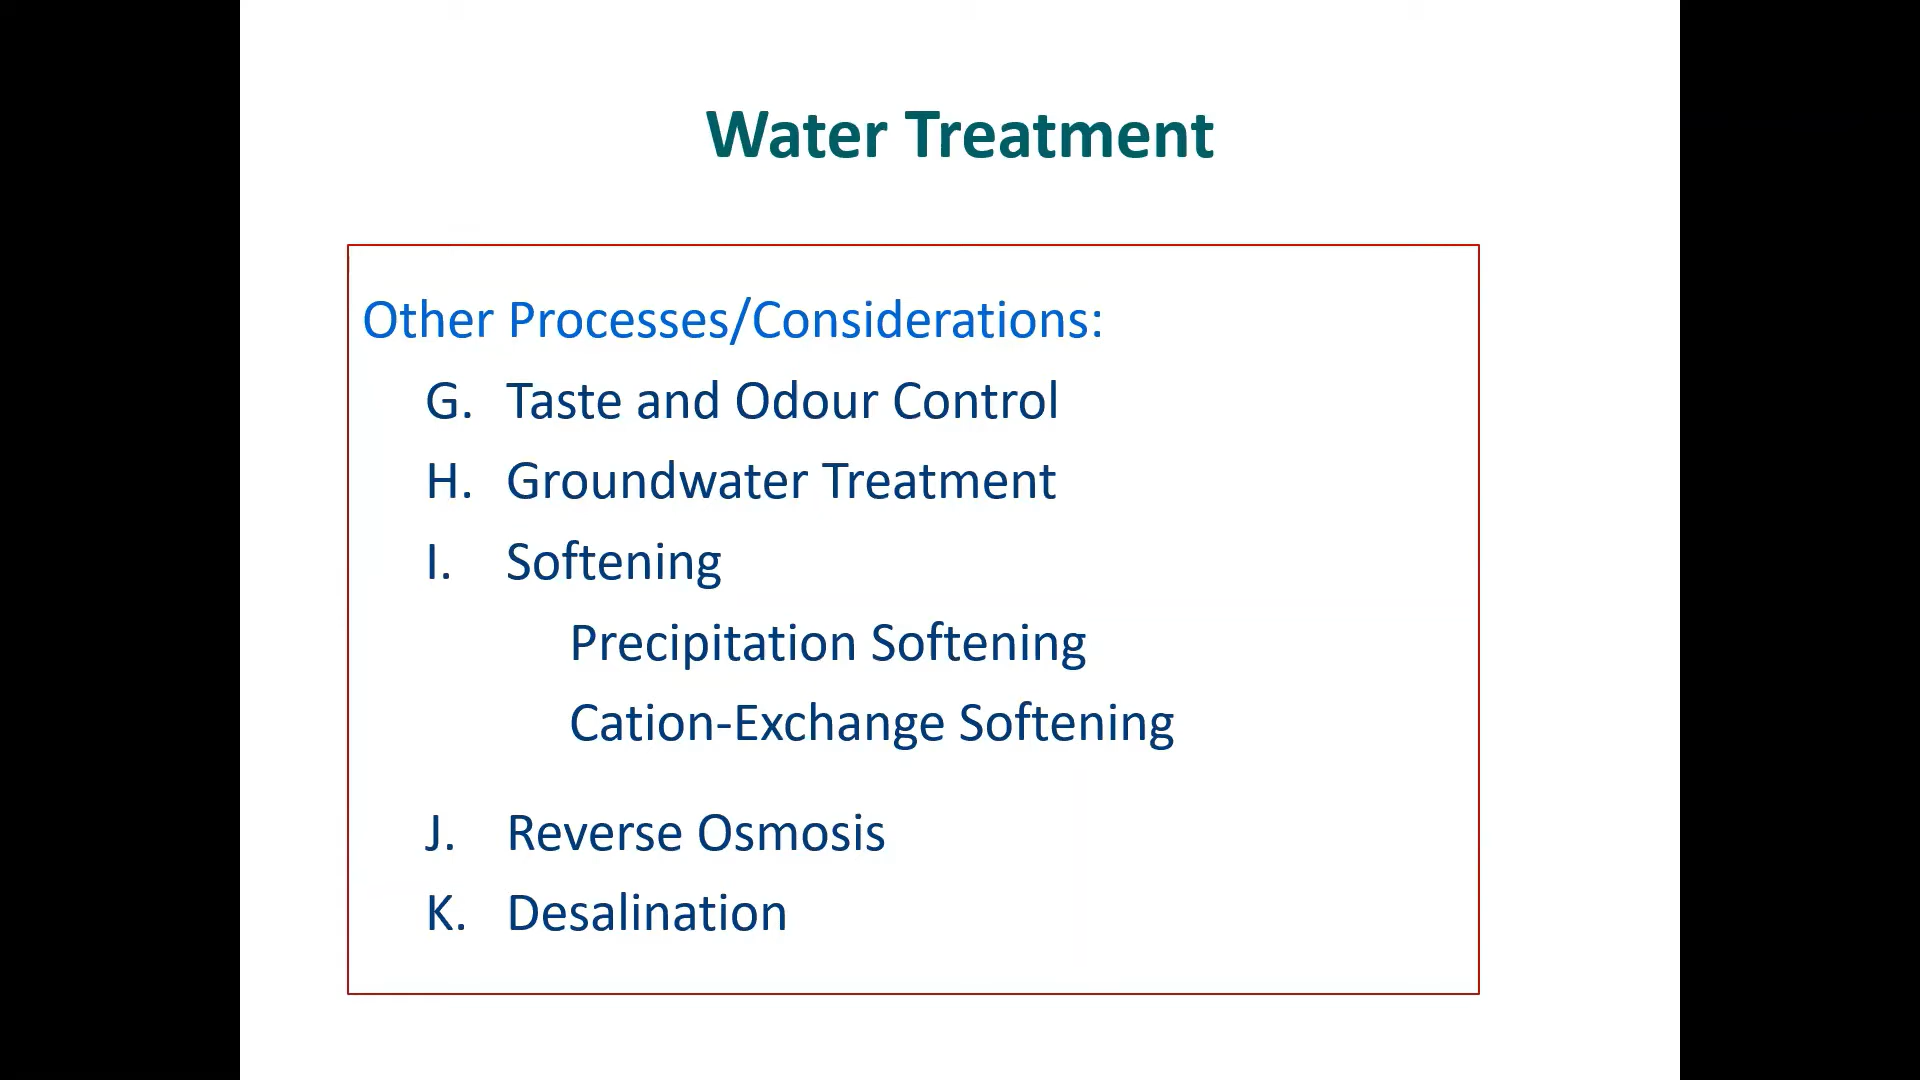 Water Treatment
Other Processes/Considerations:
G. Taste and Odour Control
H. Groundwater Treatment
I. Softening
Precipitation Softening
Cation-Exchange Softening
J. Reverse Osmosis
K. Desalination